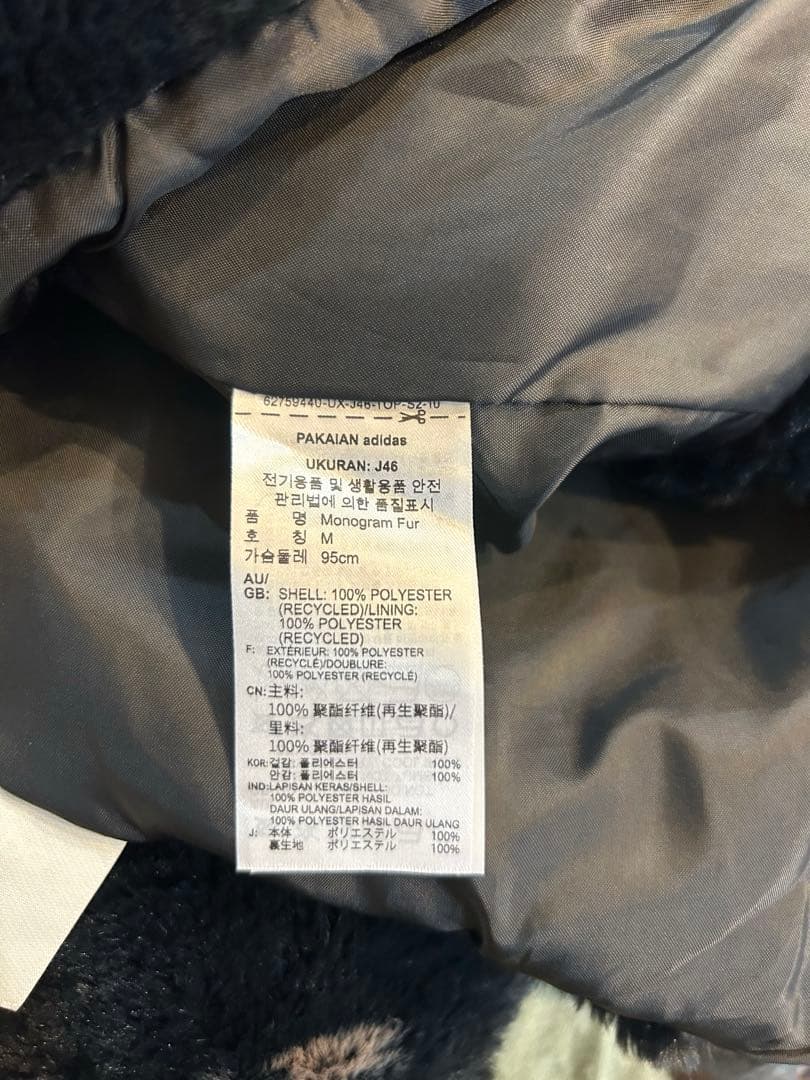 62759440-UX-J46-TOP-S2-10
PAKAIAN adidas
UKURAN: J46
전기용품 및 생활용품 안전
관리법에 의한 품질표시
품 명 Monogram Fur
호 칭 M
가슴둘레 95cm
AU/
GB: SHELL: 100% POLYESTER
(RECYCLED)/LINING:
100% POLYESTER
(RECYCLED)
F: EXTÉRIEUR: 100% POLYESTER
(RECYCLÉ)/DOUBLURE:
100% POLYESTER (RECYCLÉ)
CN:主料:
100% 聚酯纤维(再生聚酯)/
里料:
100% 聚酯纤维(再生聚酯)
KOR:겉감: 폴리에스터 100%
안감: 폴리에스터 100%
IND:LAPISAN KERAS/SHELL:
100% POLYESTER HASIL
DAUR ULANG/LAPISAN DALAM:
100% POLYESTER HASIL DAUR ULANG
J: 本体 ポリエステル 100%
裏生地 ポリエステル 100%